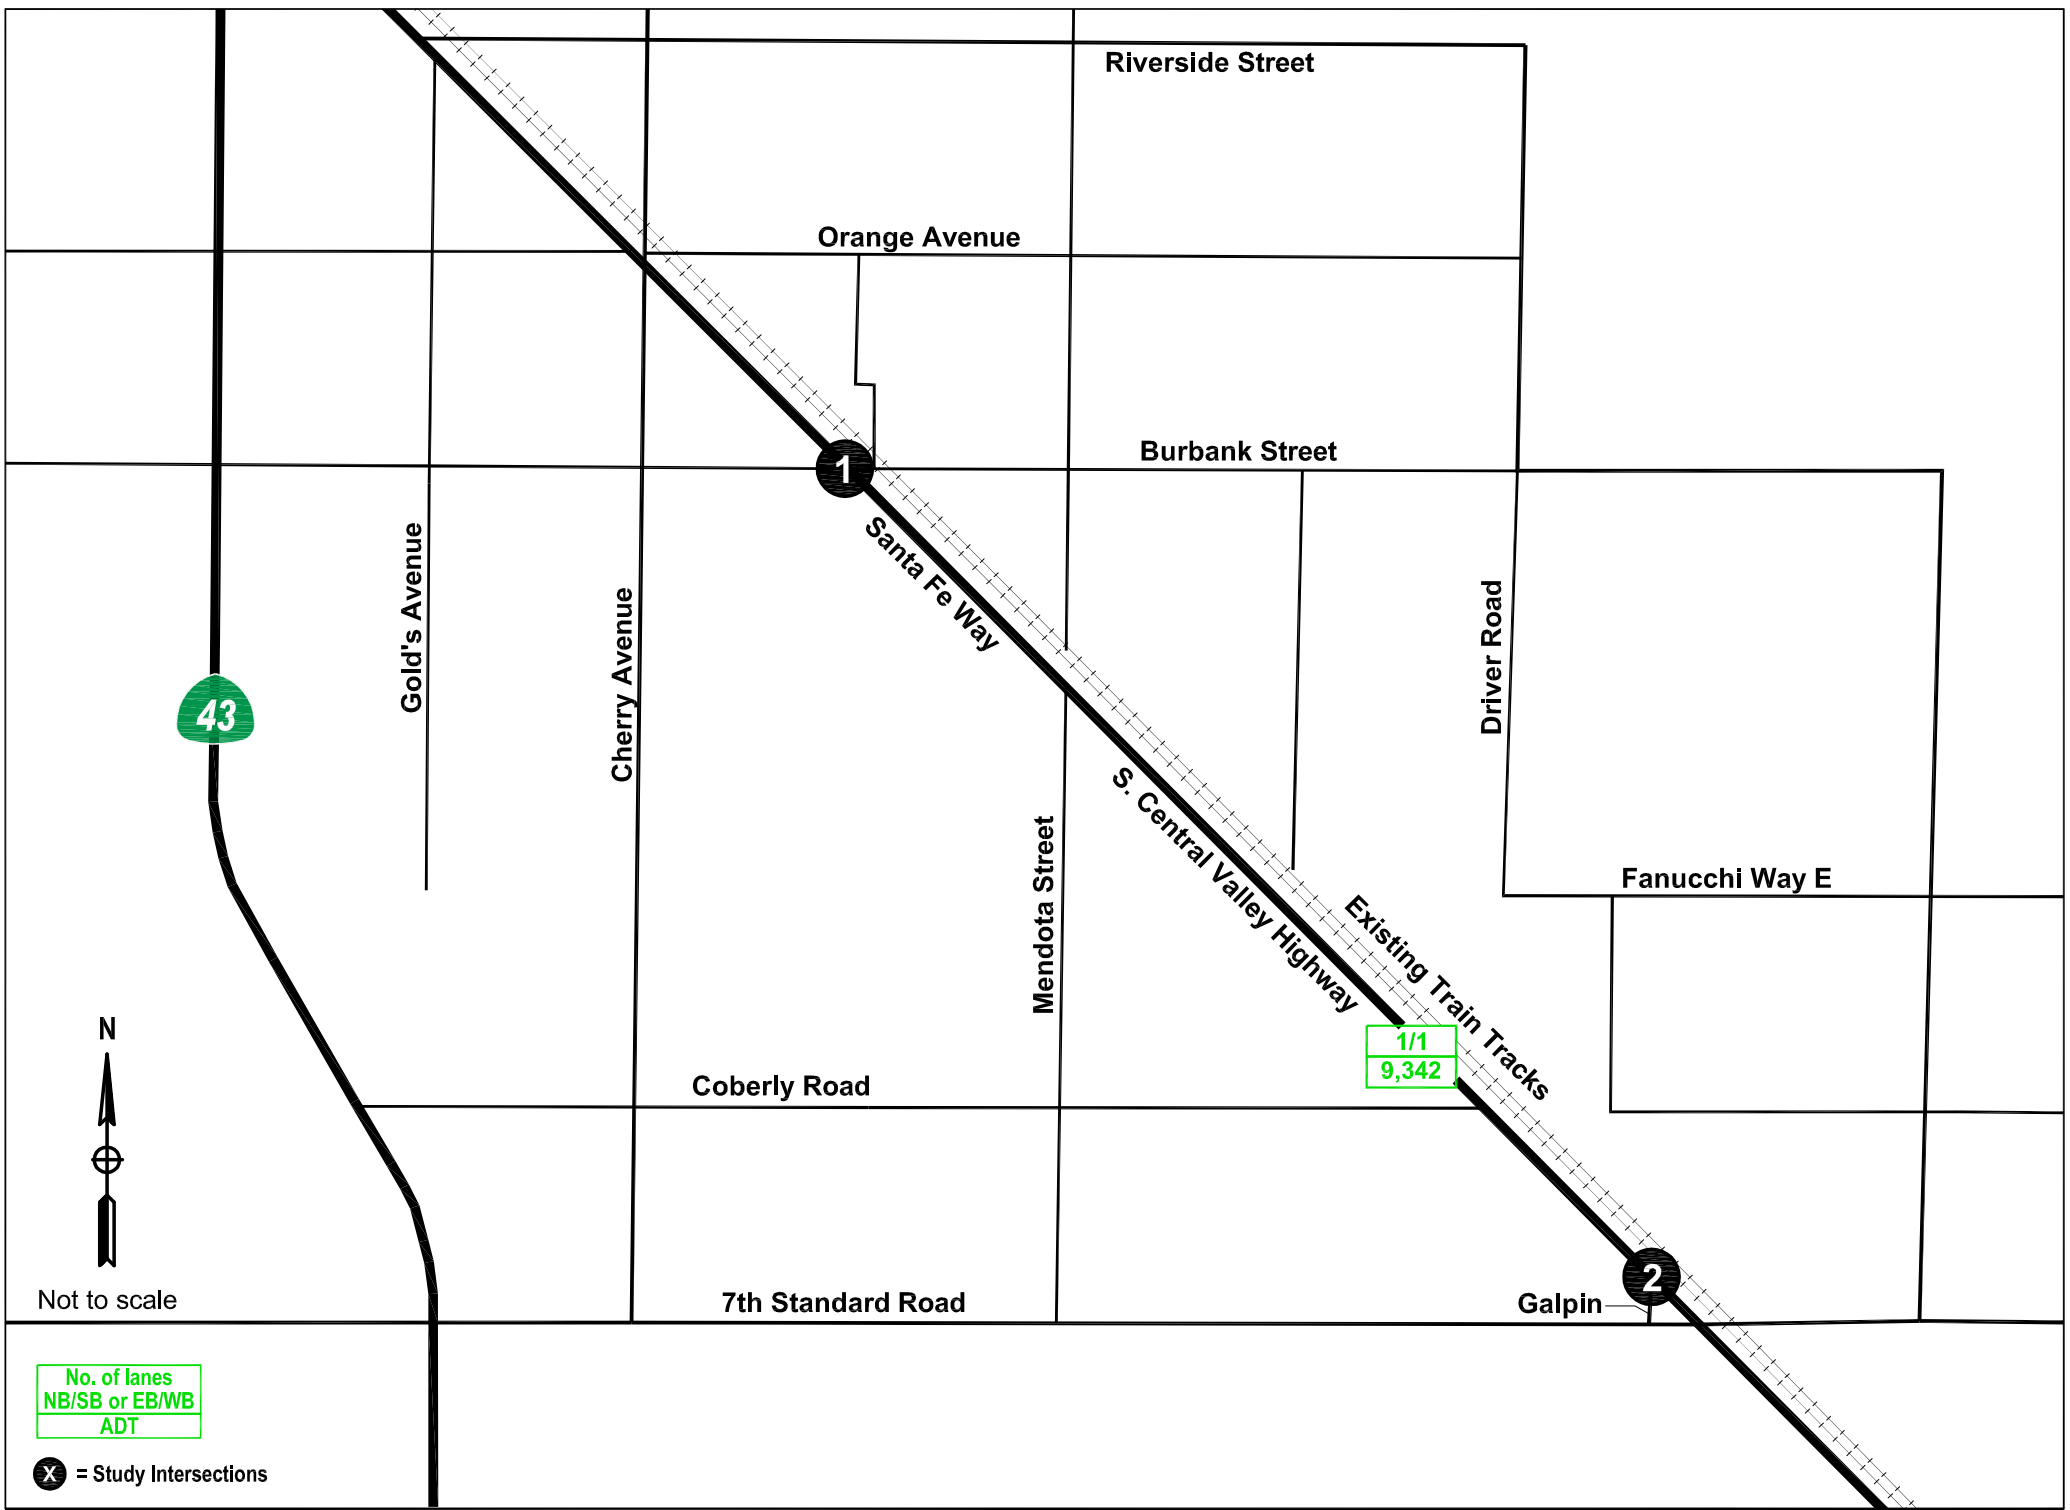 Riverside Street
Orange Avenue
Burbank Street
1
Santa Fe Way
Gold's Avenue
Cherry Avenue
Driver Road
43
S. Central Valley Highway
Mendota Street
Fanucchi Way E
Existing Train Tracks
N
1/1
9,342
Coberly Road
2
Not to scale
7th Standard Road
Galpin
No. of lanes
NB/SB or EB/WB
ADT
X = Study Intersections